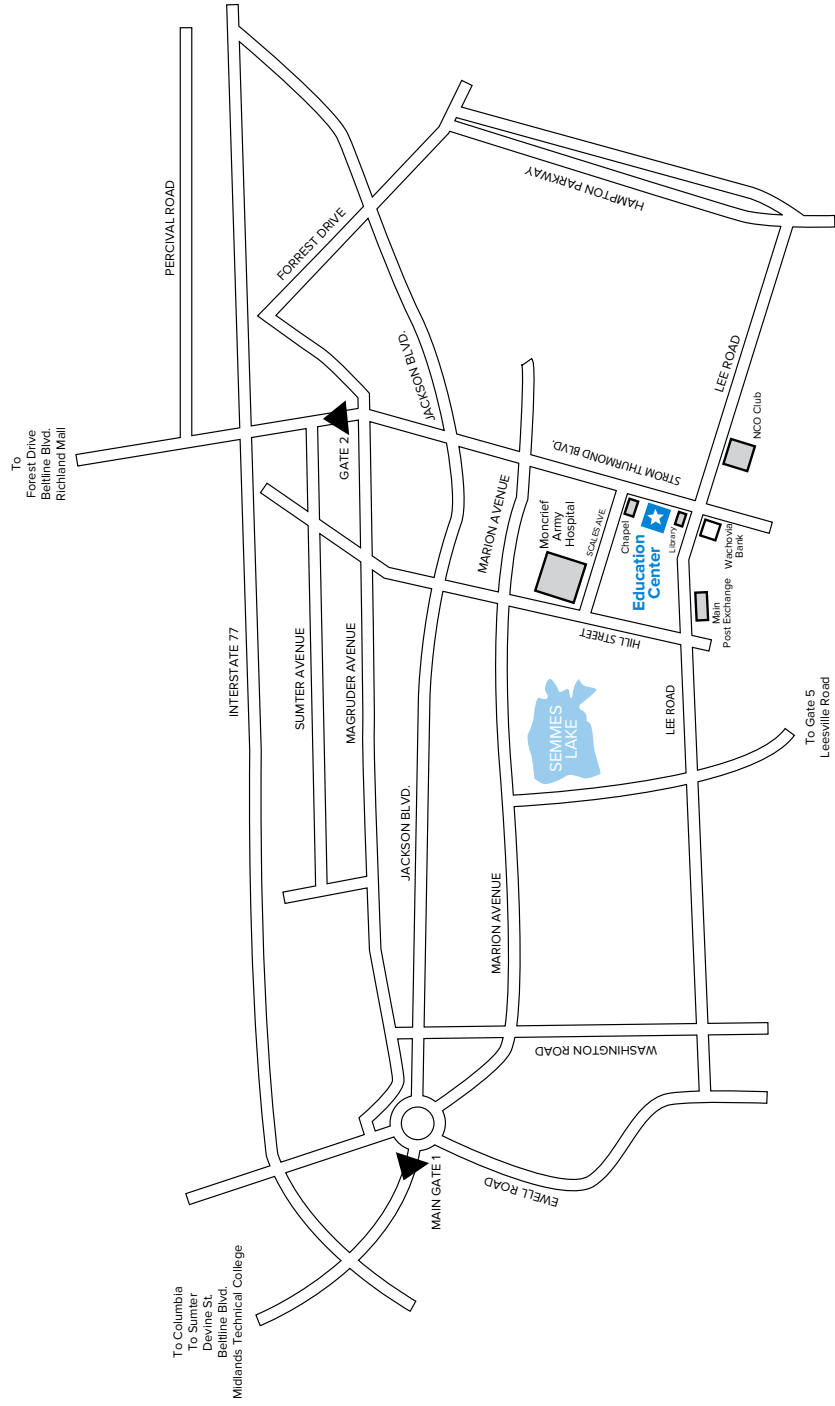 To
Forest Drive
Beltline Blvd.
Richland Mall
PERCIVAL ROAD
INTERSTATE 77
SUMTER AVENUE
MAGRUDER AVENUE
GATE 2
FORREST DRIVE
JACKSON BLVD.
HAMPTON PARKWAY
JACKSON BLVD.
MARION AVENUE
MARION AVENUE
STROM THURMOND BLVD.
LEE ROAD
NCO Club
Moncrief
Army
Hospital
SCALES AVE.
Chapel
Education
Center
Library
Wachovia
Bank
Main
Post Exchange
HILL STREET
SEMMES
LAKE
LEE ROAD
To Gate 5
Leesville Road
WASHINGTON ROAD
EWELL ROAD
MAIN GATE 1
To Columbia
To Sumter
Devine St.
Beltline Blvd.
Midlands Technical College